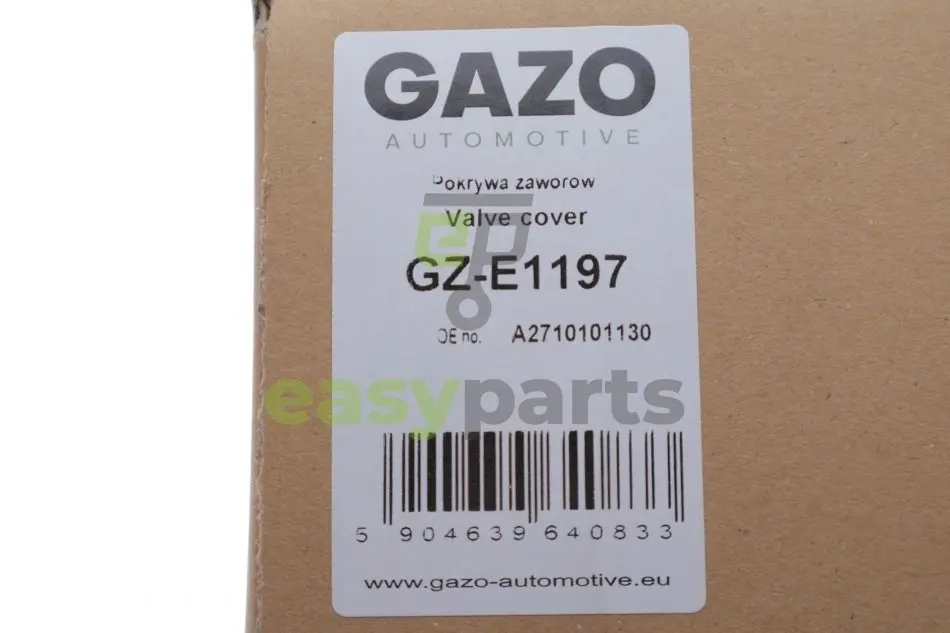 GAZO
AUTOMOTIVE
Pokrywa zaworow
Valve cover
ep
GZ-E1197
OE no. A2710101130
easyparts
5 904639 640833
www.gazo-automotive.eu